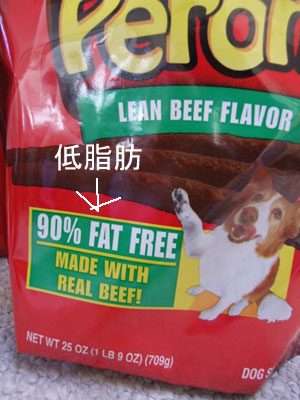 LEAN BEEF FLAVOR
低脂肪
90% FAT FREE
MADE WITH
REAL BEEF!
NET WT 25 OZ (1 LB 9 OZ) (709g)
DOG